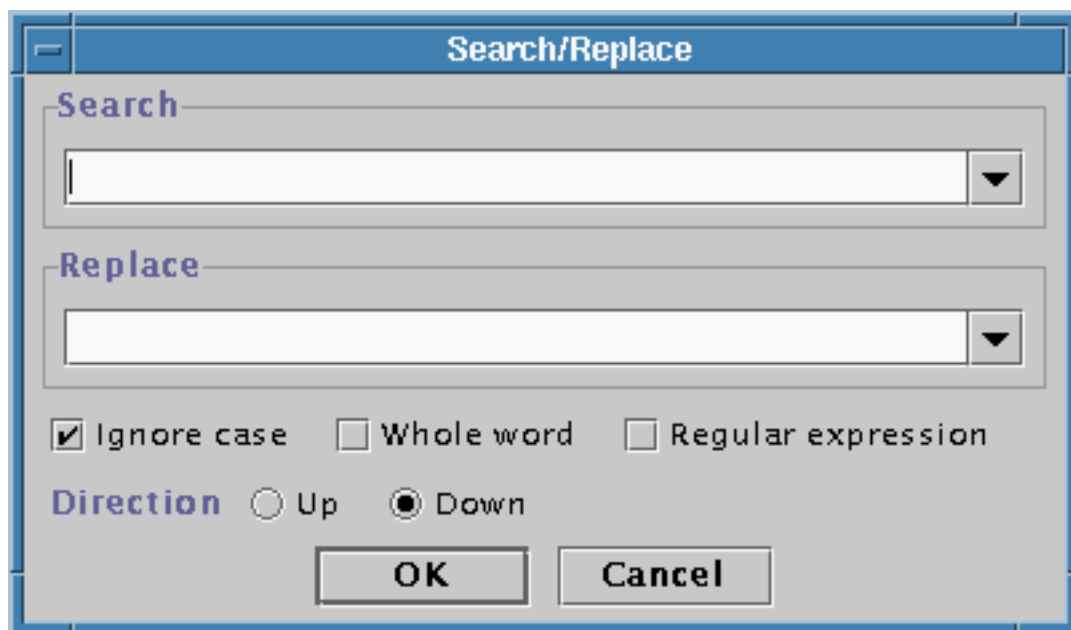 Search/Replace
Search
Replace
Ignore case Whole word Regular expression
Direction Up Down
OK Cancel